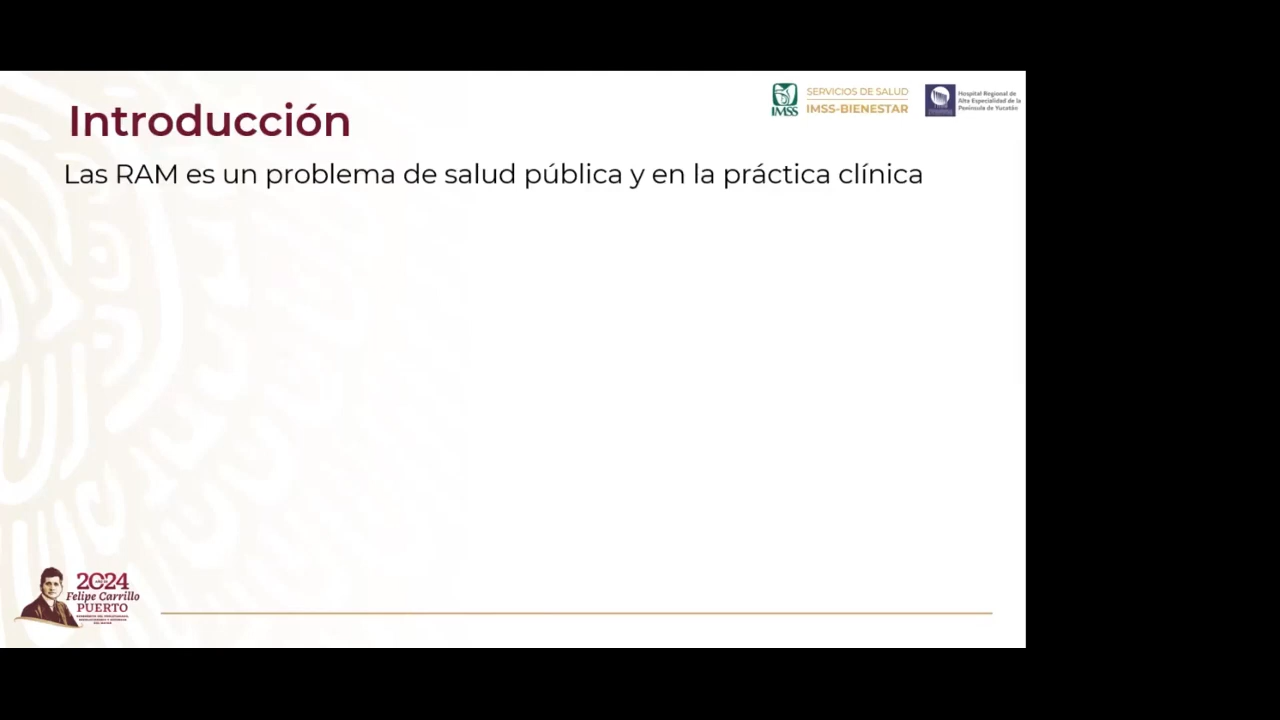 Introducción
IMSS
SERVICIOS DE SALUD
IMSS-BIENESTAR
Hospital Regional de
Alta Especialidad de la
Península de Yucatán
Las RAM es un problema de salud pública y en la práctica clínica
2024
Felipe Carrillo
PUERTO